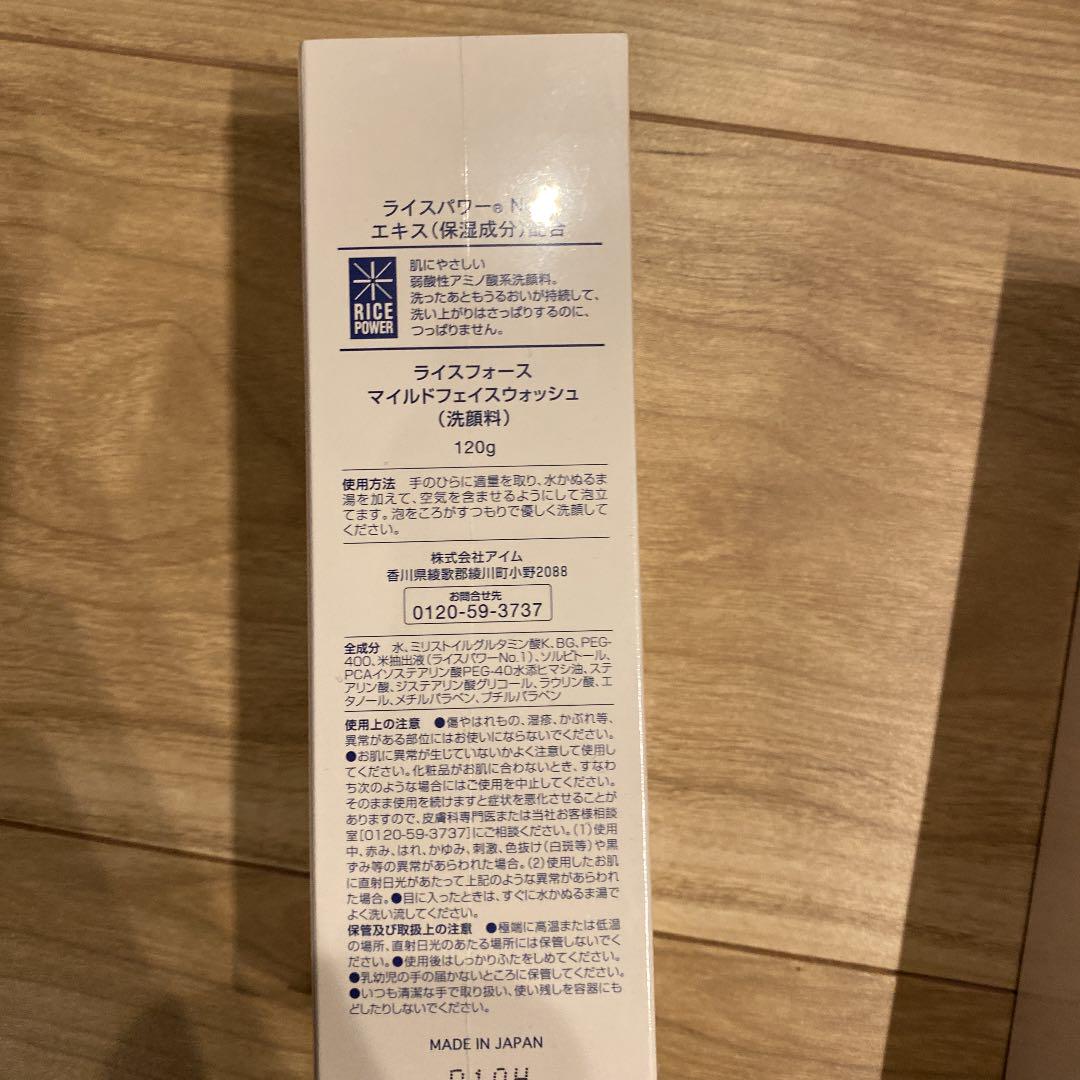 ライスパワー®
エキス(保湿成分)配合
RICE
POWER
肌にやさしい
弱酸性アミノ酸系洗顔料。
洗ったあともうるおいが持続して、
洗い上がりはさっぱりするのに、
つっぱりません。
ライスフォース
マイルドフェイスウォッシュ
(洗顔料)
120g
使用方法 手のひらに適量を取り、水かぬるま
湯を加えて、空気を含ませるようにして泡立
てます。泡をころがすつもりで優しく洗顔して
ください。
株式会社アイム
香川県綾歌郡綾川町小野2088
お問合せ先
0120-59-3737
全成分 水、ミリストイルグルタミン酸K、BG、PEG-
400、米抽出液(ライスパワーNo.1)、ソルビトール、
PCAイソステアリン酸PEG-40水添ヒマシ油、ステ
アリン酸、ジステアリン酸グリコール、ラウリン酸、エ
タノール、メチルパラベン、ブチルパラベン
使用上の注意 ●傷やはれもの、湿疹、かぶれ等、
異常がある部位にはお使いにならないでください。
●お肌に異常が生じていないかよく注意して使用し
てください。化粧品がお肌に合わないとき、すなわ
ち次のような場合にはご使用を中止してください。
そのまま使用を続けますと症状を悪化させることが
ありますので、皮膚科専門医または当社お客様相談
室[0120-59-3737]にご相談ください。(1)使用
中、赤み、はれ、かゆみ、刺激、色抜け(白斑等)や黒
ずみ等の異常があらわれた場合。(2)使用したお肌
に直射日光があたって上記のような異常があらわれ
た場合。●目に入ったときは、すぐに水かぬるま湯で
よく洗い流してください。
保管及び取扱上の注意 ●極端に高温または低温
の場所、直射日光のあたる場所には保管しないでく
ださい。●使用後はしっかりふたをしめてください。
●乳幼児の手の届かないところに保管してください。
●いつも清潔な手で取り扱い、使い残しを容器にも
どしたりしないでください。
MADE IN JAPAN